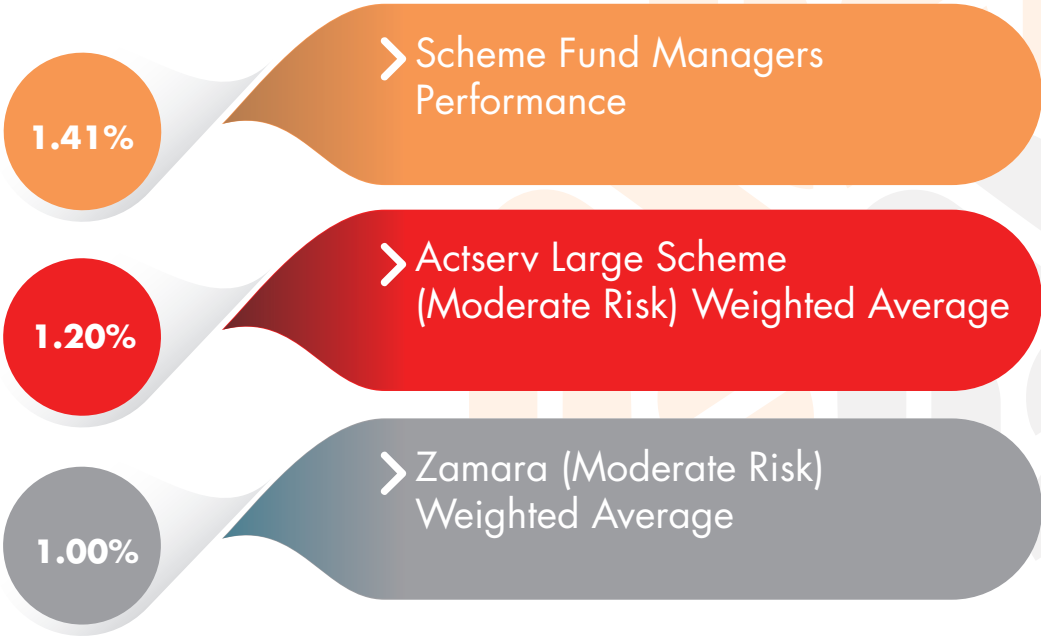 Scheme Fund Managers
Performance
1.41%
Actserv Large Scheme
(Moderate Risk) Weighted Average
1.20%
Zamara (Moderate Risk)
Weighted Average
1.00%